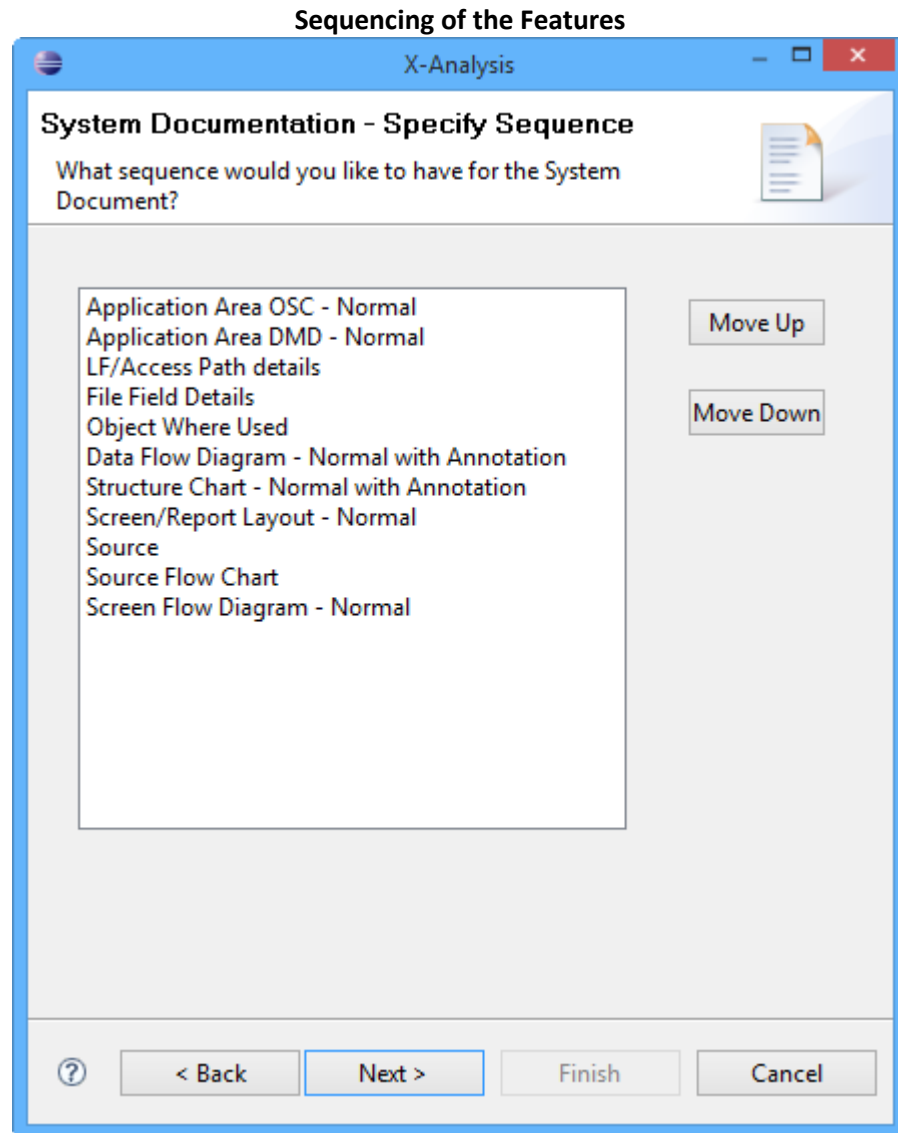 Sequencing of the Features
X-Analysis
System Documentation - Specify Sequence
What sequence would you like to have for the System
Document?
Application Area OSC - Normal
Application Area DMD - Normal
LF/Access Path details
File Field Details
Object Where Used
Data Flow Diagram - Normal with Annotation
Structure Chart - Normal with Annotation
Screen/Report Layout - Normal
Source
Source Flow Chart
Screen Flow Diagram - Normal
Move Up
Move Down
? < Back Next > Finish Cancel